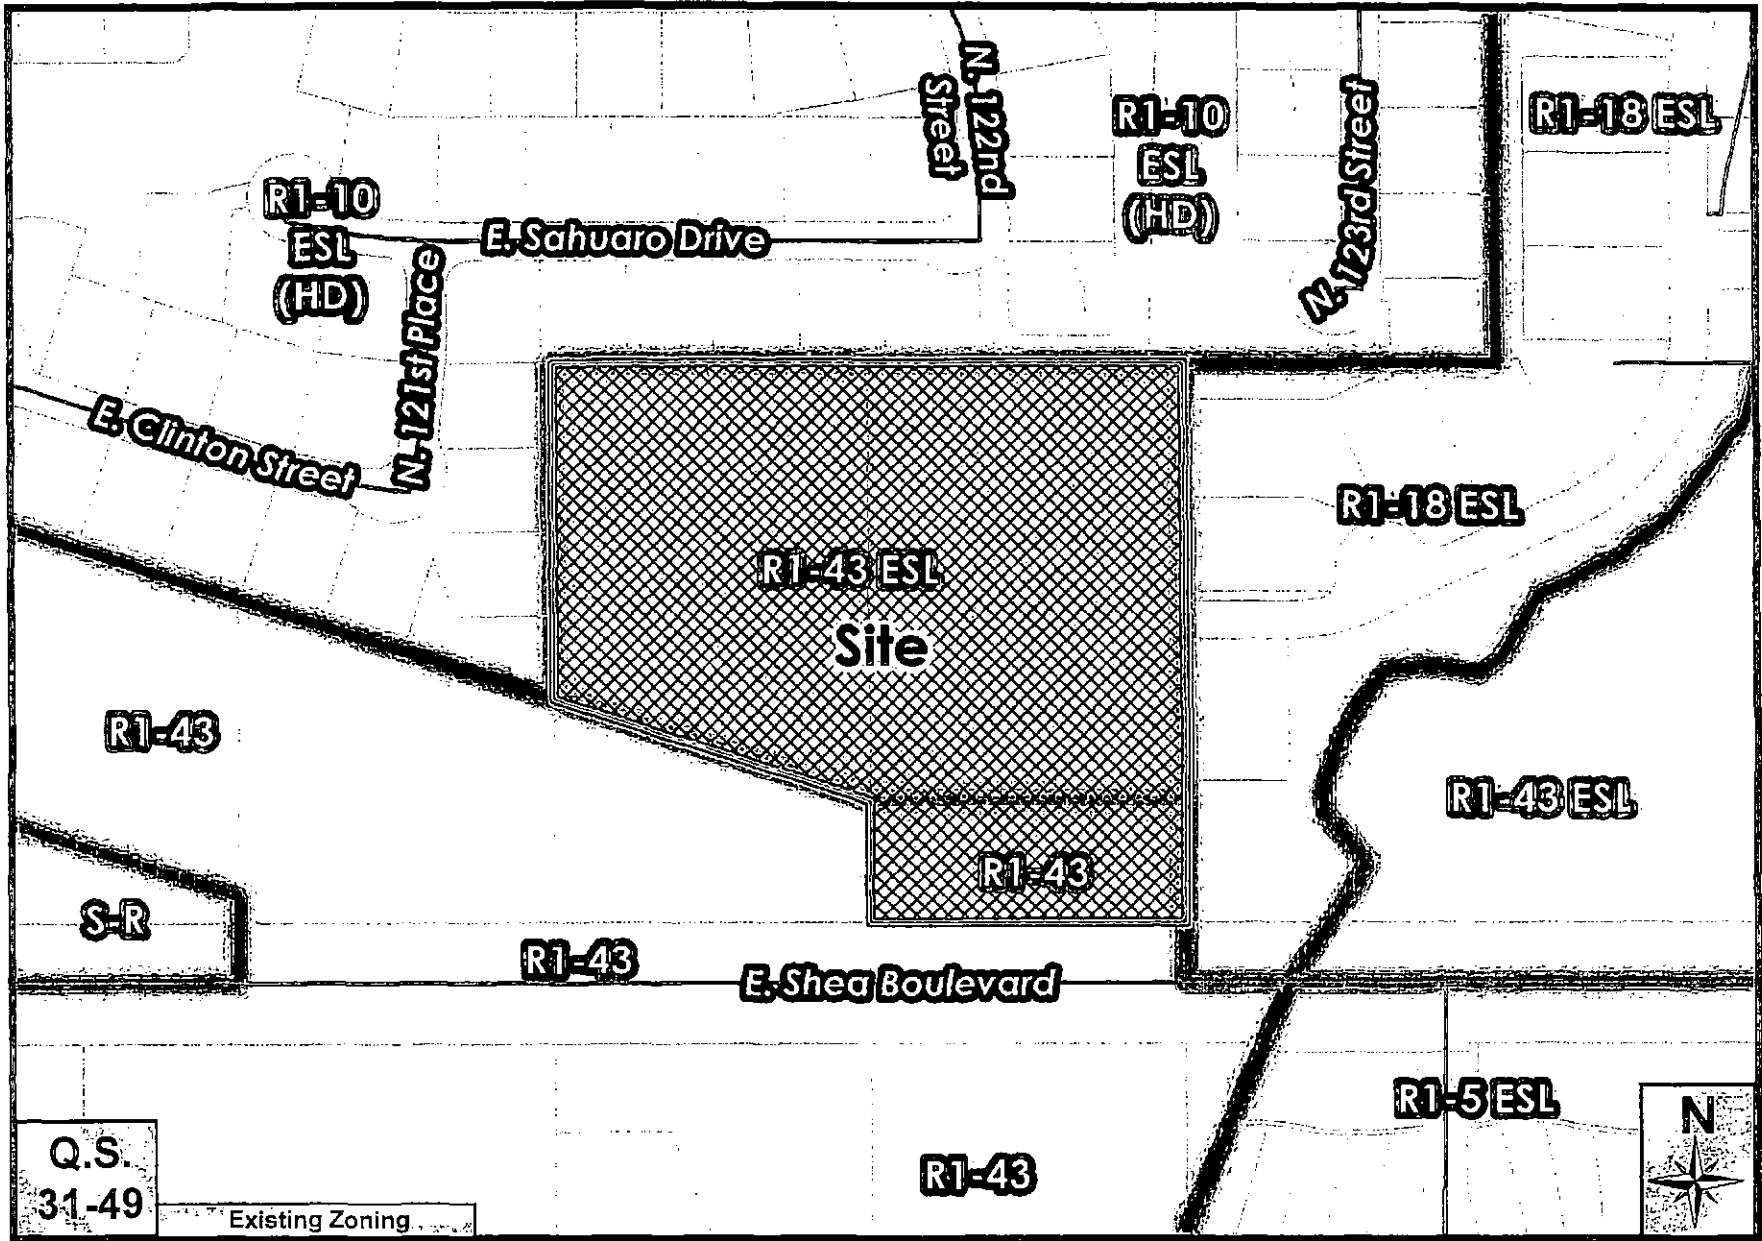 N. 122nd
Street
R1-10
ESL
(HD)
N. 123rd Street
R1-18 ESL
R1-10
ESL
(HD)
E. Sahuaro Drive
N. 121st Place
E. Clinton Street
R1-18 ESL
R1-43 ESL
Site
R1-43
R1-43 ESL
R1-43
S-R
R1-43
E. Shea Boulevard
R1-5 ESL
R1-43
N
Q.S.
31-49
Existing Zoning